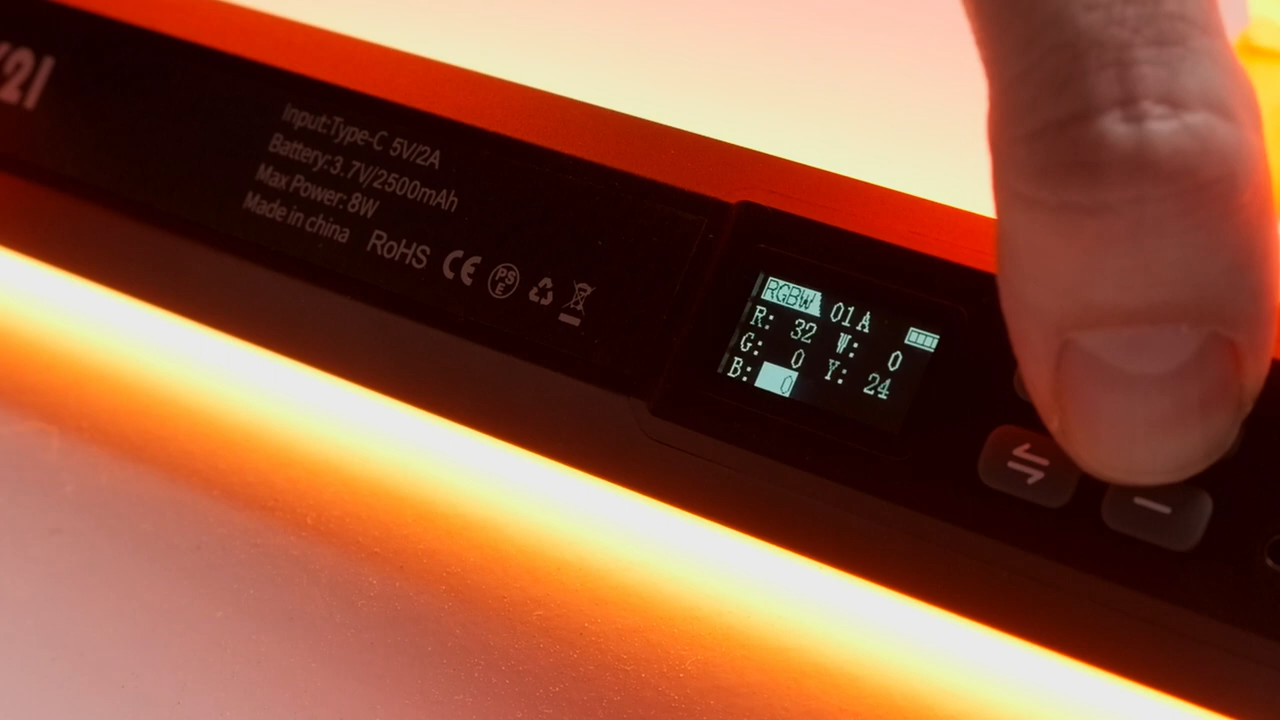 21
Input:Type-C 5V/2A
Battery:3.7V/2500mAh
Max Power:8W
Made in china RoHS CE PSE
RGBW 01A
R: 32 W: 0
G: 0 Y: 24
B: 0